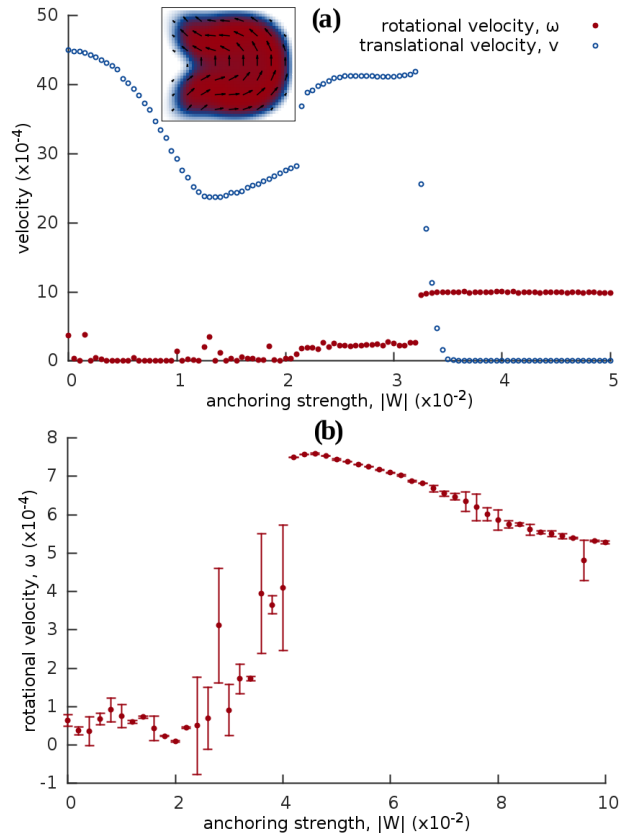 (a)
rotational velocity, ω
translational velocity, v
50
40
30
20
10
0
velocity (x10⁻⁴)
0 1 2 3 4 5
anchoring strength, |W| (x10⁻²)
(b)
8
7
6
5
4
3
2
1
0
-1
rotational velocity, ω (x10⁻⁴)
0 2 4 6 8 10
anchoring strength, |W| (x10⁻²)